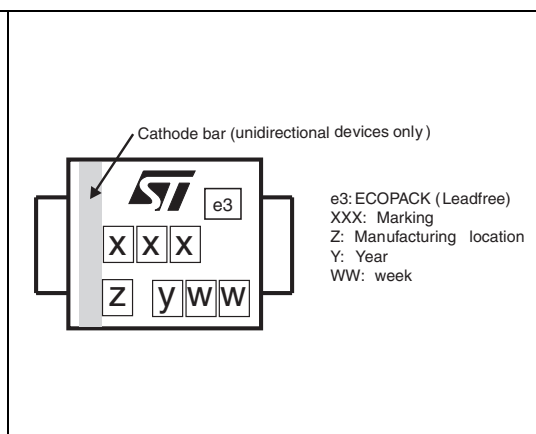 Cathode bar (unidirectional devices only)
ST
e3
x x x
z y w w
e3: ECOPACK (Leadfree)
XXX: Marking
Z: Manufacturing location
Y: Year
WW: week